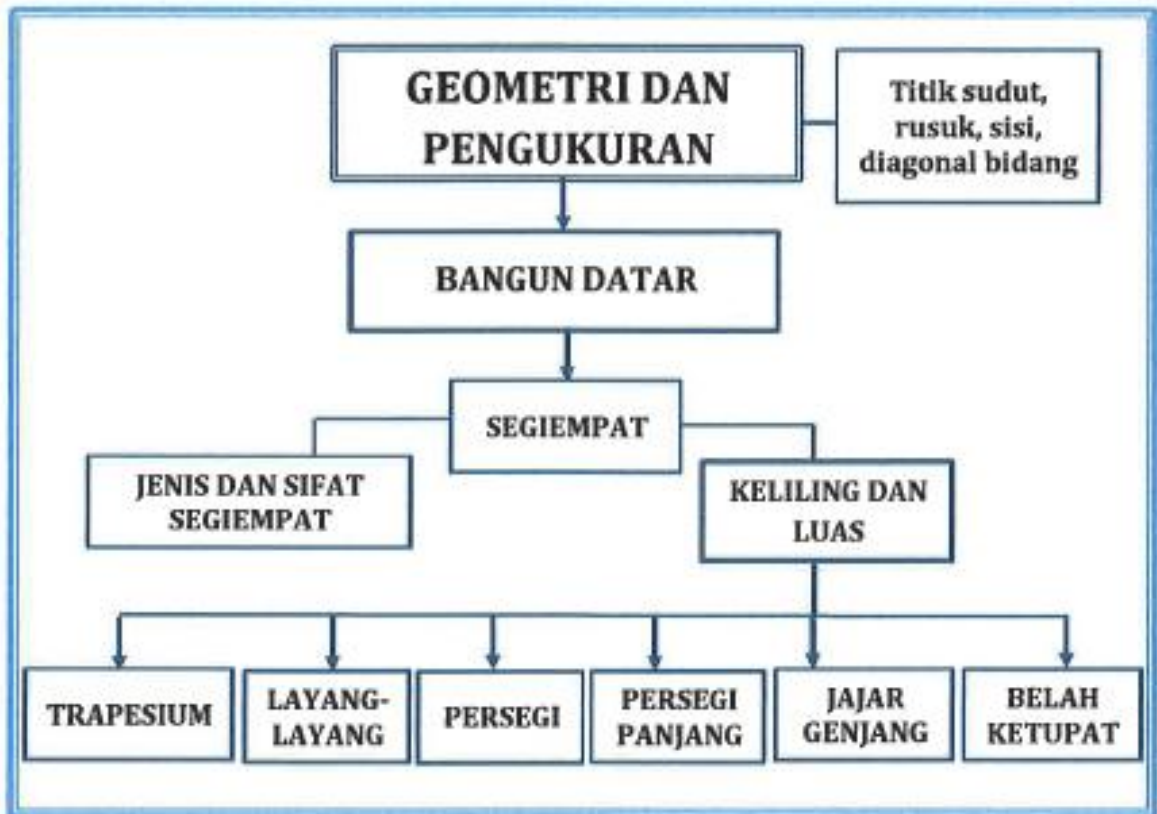 GEOMETRI DAN
PENGUKURAN
Titik sudut,
rusuk, sisi,
diagonal bidang
BANGUN DATAR
SEGIEMPAT
JENIS DAN SIFAT
SEGIEMPAT
KELILING DAN
LUAS
TRAPESIUM
LAYANG-
LAYANG
PERSEGI
PERSEGI
PANJANG
JAJAR
GENJANG
BELAH
KETUPAT